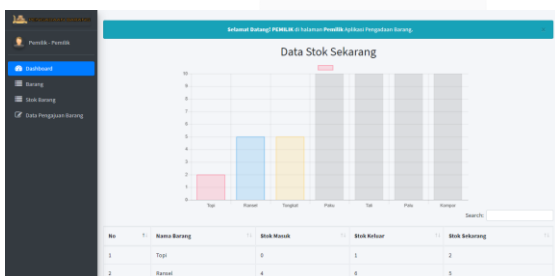 Selamat Datang! PEMILIK di halaman Pemilik Aplikasi Pengadaan Barang.
Pemilik - Pemilik
Dashboard
Barang
Stok Barang
Data Pengajuan Barang
Data Stok Sekarang
10
9
8
7
6
5
4
3
2
1
0
Topi Ransel Tongkat Paku Tali Palu Kompor
Search:
No Nama Barang Stok Masuk Stok Keluar Stok Sekarang
1 Topi 0 1 2
2 Ransel 4 6 5